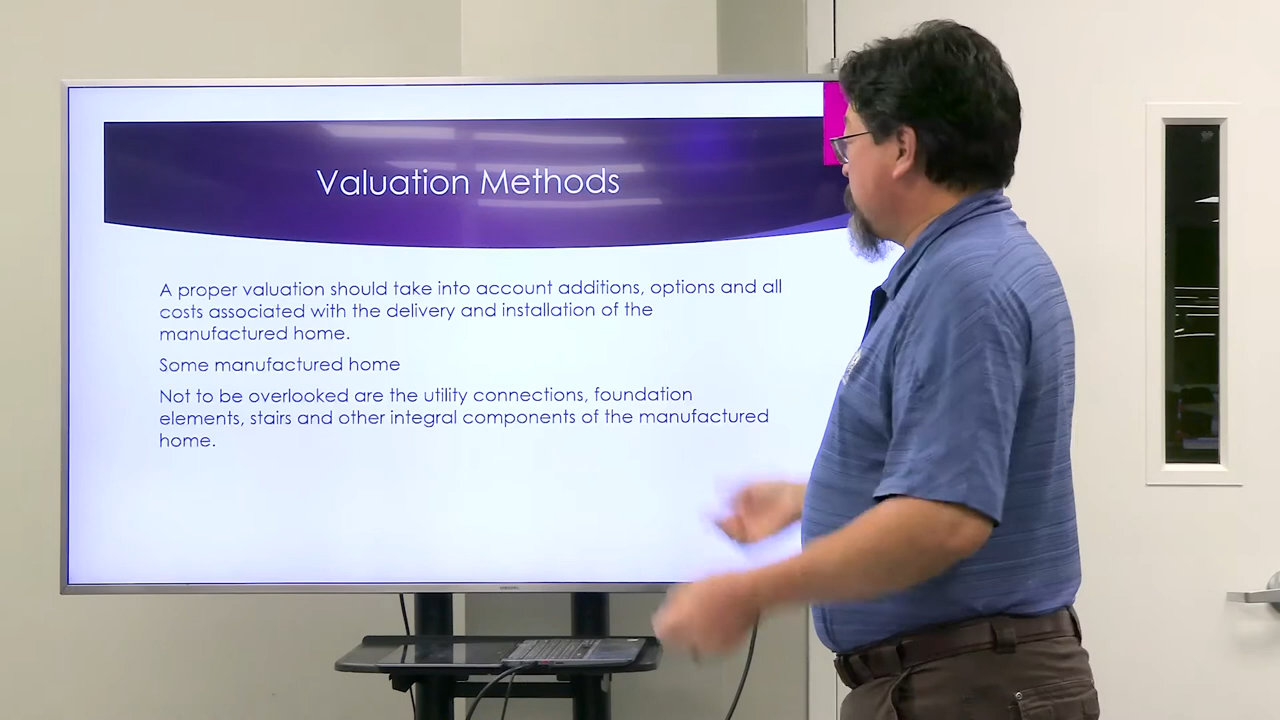 Valuation Methods
A proper valuation should take into account additions, options and all
costs associated with the delivery and installation of the
manufactured home.
Some manufactured home
Not to be overlooked are the utility connections, foundation
elements, stairs and other integral components of the manufactured
home.